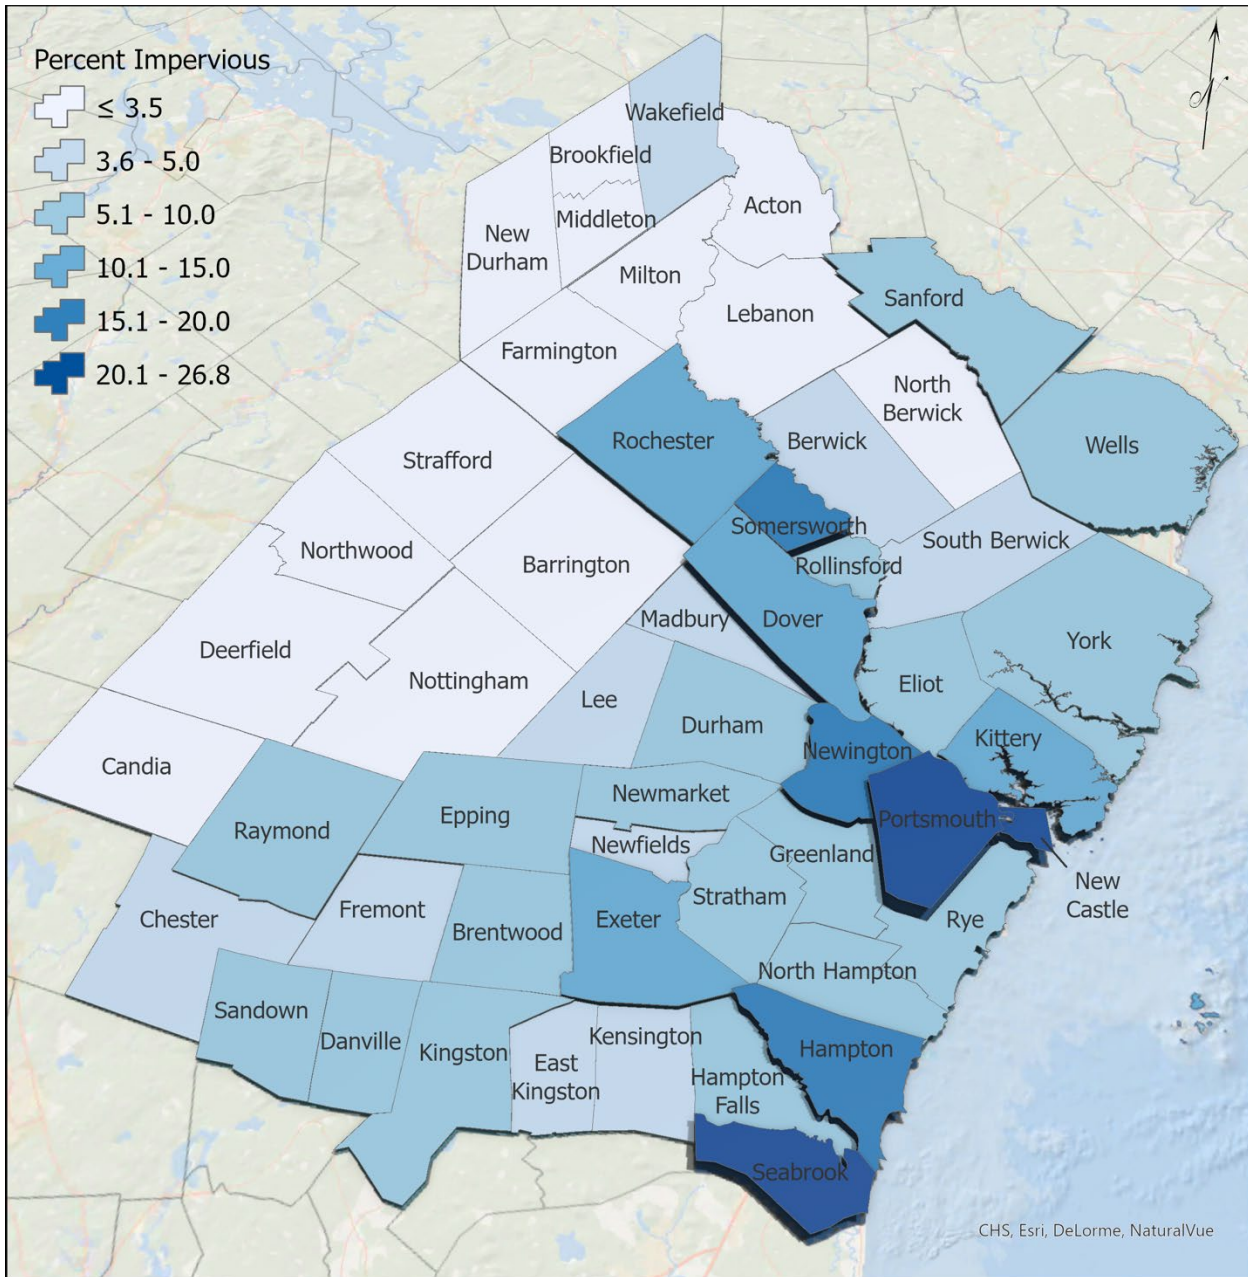 Percent Impervious
≤ 3.5
3.6 - 5.0
5.1 - 10.0
10.1 - 15.0
15.1 - 20.0
20.1 - 26.8
N
Wakefield
Brookfield
Middleton
New
Durham
Acton
Milton
Lebanon
Sanford
Farmington
North
Berwick
Rochester
Berwick
Wells
Strafford
Somersworth
Northwood
Barrington
South Berwick
Rollinsford
Madbury
Dover
York
Deerfield
Nottingham
Eliot
Lee
Durham
Newington
Kittery
Candia
Newmarket
Epping
Raymond
Portsmouth
Newfields
Greenland
New
Castle
Chester
Fremont
Stratham
Exeter
Brentwood
Rye
North Hampton
Sandown
Danville
Kingston
Kensington
Hampton
East
Kingston
Hampton
Falls
Seabrook
CHS, Esri, DeLorme, NaturalVue